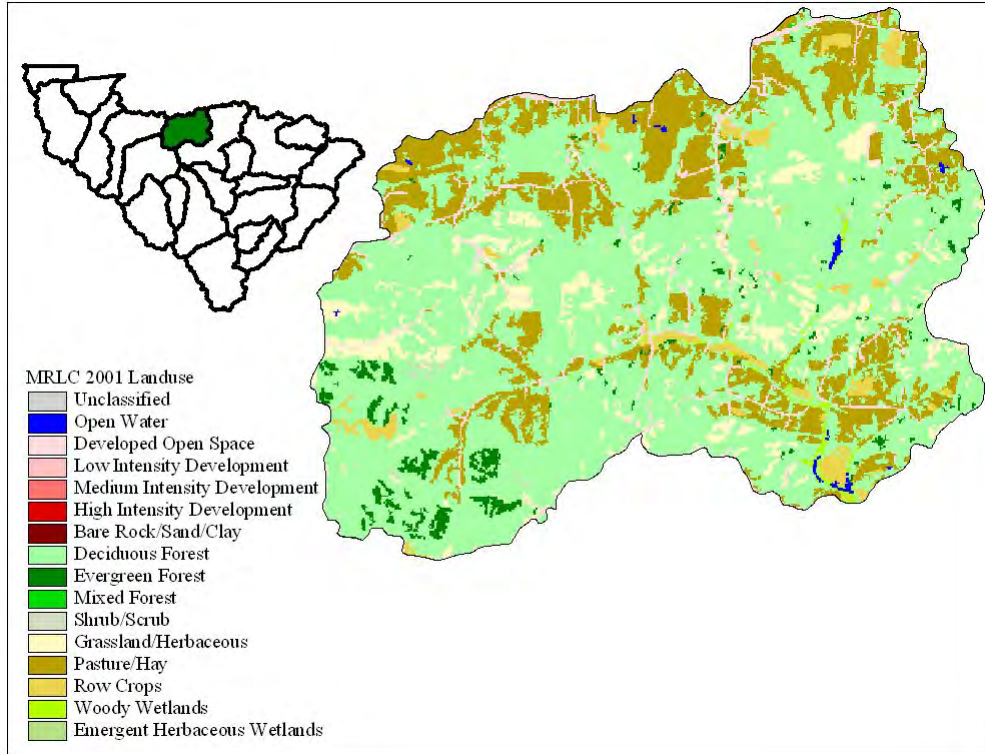 MRLC 2001 Landuse
Unclassified
Open Water
Developed Open Space
Low Intensity Development
Medium Intensity Development
High Intensity Development
Bare Rock/Sand/Clay
Deciduous Forest
Evergreen Forest
Mixed Forest
Shrub/Scrub
Grassland/Herbaceous
Pasture/Hay
Row Crops
Woody Wetlands
Emergent Herbaceous Wetlands